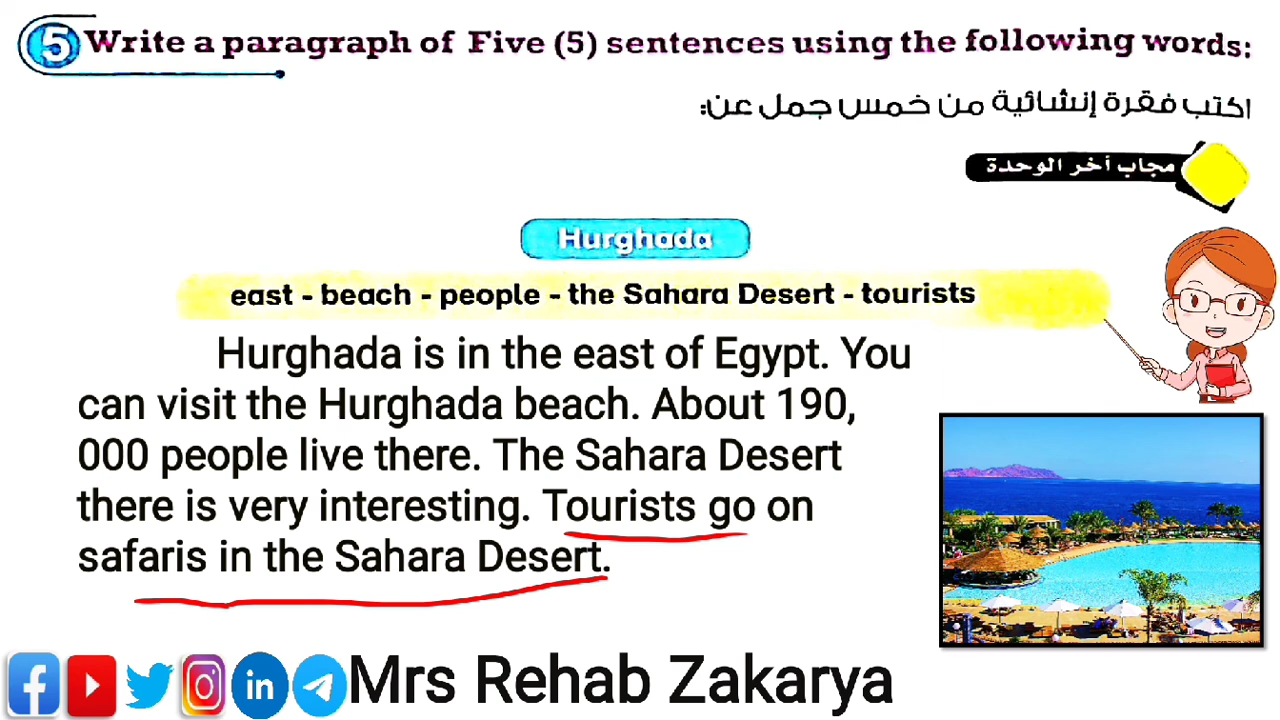 5 Write a paragraph of Five (5) sentences using the following words:
اكتب فقرة إنشائية من خمس جمل عن:
مجاب آخر الوحدة
Hurghada
east - beach - people - the Sahara Desert - tourists
Hurghada is in the east of Egypt. You
can visit the Hurghada beach. About 190,
000 people live there. The Sahara Desert
there is very interesting. Tourists go on
safaris in the Sahara Desert.
Mrs Rehab Zakarya